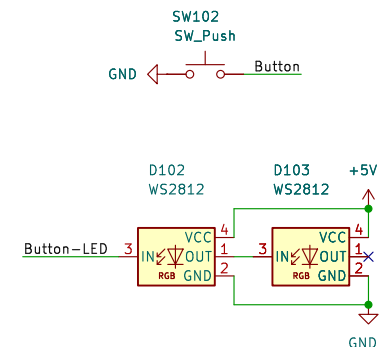 SW102
SW_Push
GND
Button
D102
WS2812
D103
WS2812
+5V
Button-LED
3
IN
VCC
OUT
GND
RGB
4
1
2
3
IN
VCC
OUT
GND
RGB
4
1
2
GND